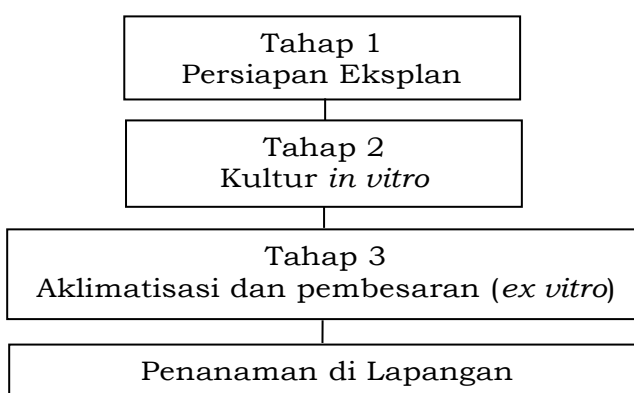 Tahap 1
Persiapan Eksplan
Tahap 2
Kultur in vitro
Tahap 3
Aklimatisasi dan pembesaran (ex vitro)
Penanaman di Lapangan